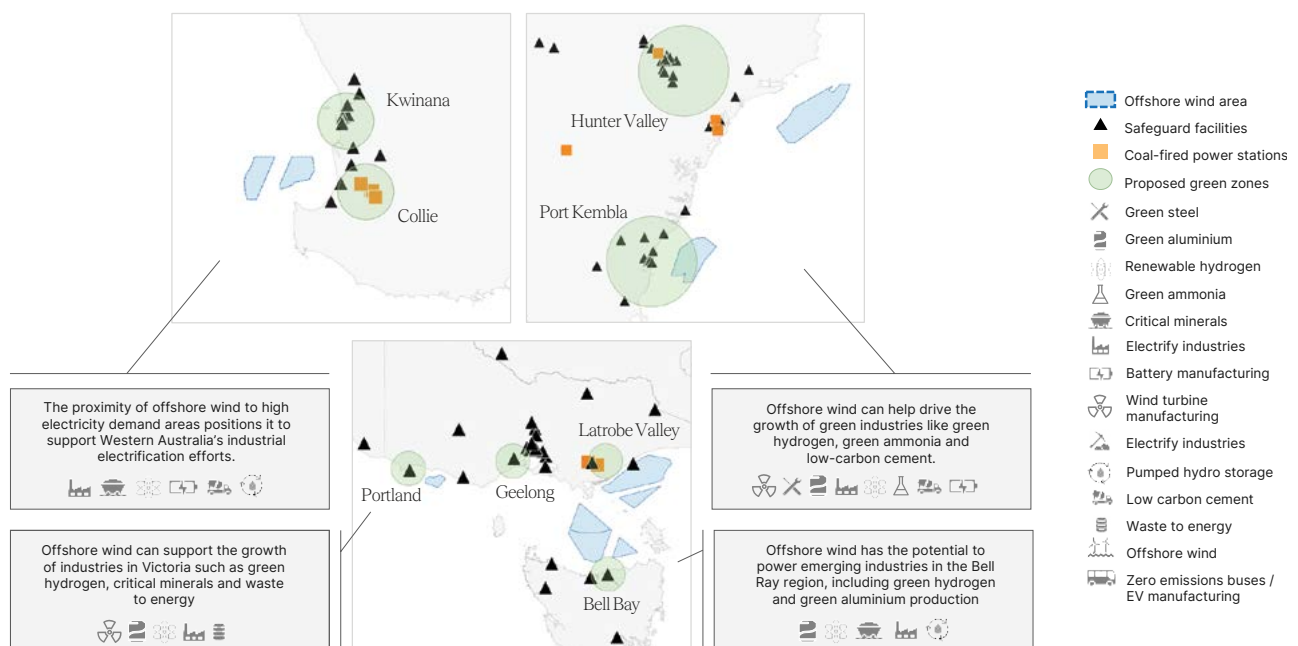 Kwinana
Collie
Hunter Valley
Port Kembla
Offshore wind area
Safeguard facilities
Coal-fired power stations
Proposed green zones
Green steel
Green aluminium
Renewable hydrogen
Green ammonia
Critical minerals
Electrify industries
Battery manufacturing
Wind turbine
manufacturing
Electrify industries
Pumped hydro storage
Low carbon cement
Waste to energy
Offshore wind
Zero emissions buses /
EV manufacturing
The proximity of offshore wind to high
electricity demand areas positions it to
support Western Australia's industrial
electrification efforts.
Latrobe Valley
Portland
Geelong
Bell Bay
Offshore wind can help drive the
growth of green industries like green
hydrogen, green ammonia and
low-carbon cement.
Offshore wind can support the growth
of industries in Victoria such as green
hydrogen, critical minerals and waste
to energy
Offshore wind has the potential to
power emerging industries in the Bell
Ray region, including green hydrogen
and green aluminium production